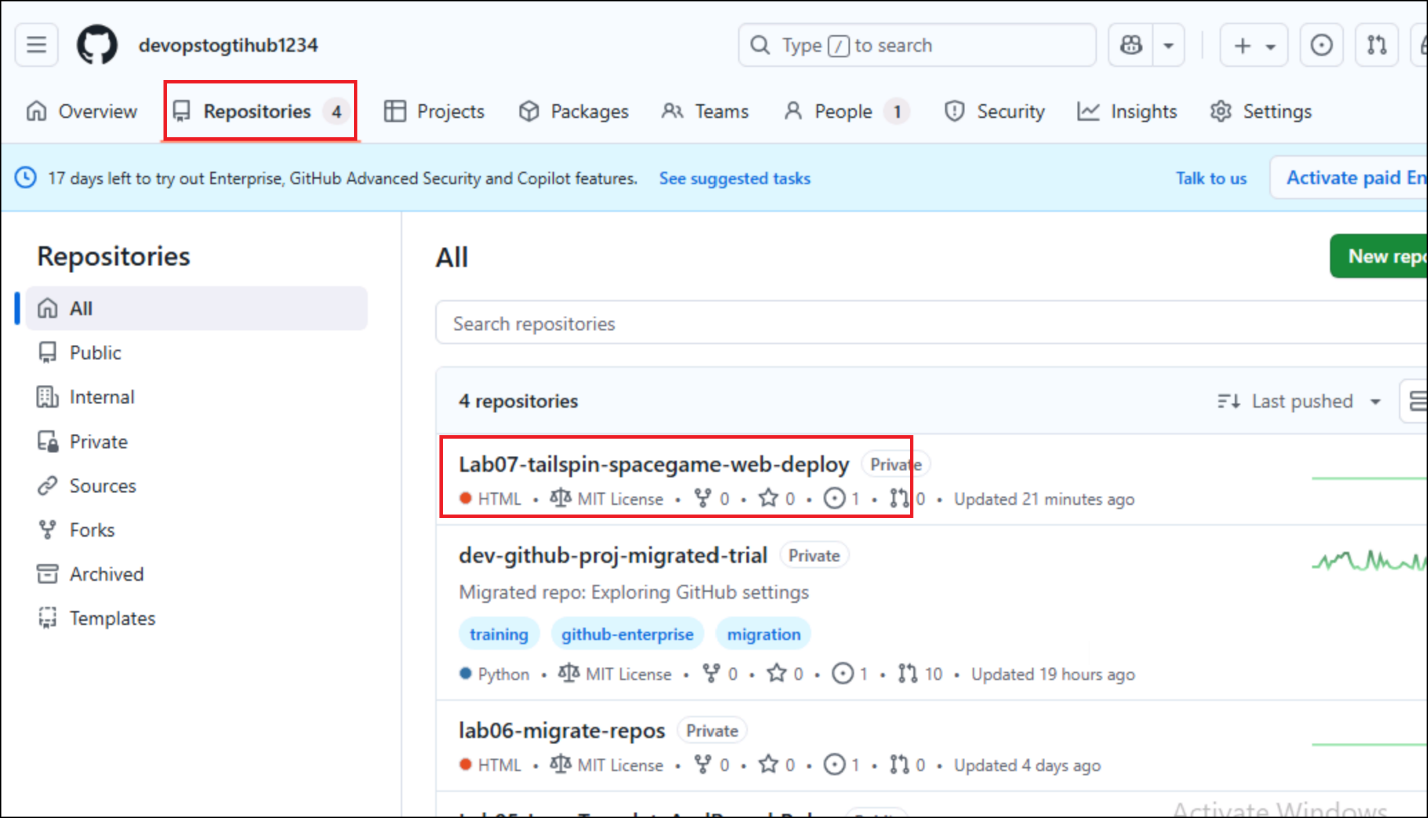 devopstogtihub1234
Type / to search
Overview Repositories 4 Projects Packages Teams People 1 Security Insights Settings
17 days left to try out Enterprise, GitHub Advanced Security and Copilot features. See suggested tasks Talk to us Activate paid En
Repositories
All
Public
Internal
Private
Sources
Forks
Archived
Templates
All
New repo
Search repositories
4 repositories Last pushed
Lab07-tailspin-spacegame-web-deploy Private
HTML • MIT License • 0 • 0 • 1 • 0 • Updated 21 minutes ago
dev-github-proj-migrated-trial Private
Migrated repo: Exploring GitHub settings
training github-enterprise migration
Python • MIT License • 0 • 0 • 1 • 10 • Updated 19 hours ago
lab06-migrate-repos Private
HTML • MIT License • 0 • 0 • 1 • 0 • Updated 4 days ago
Activate Windows